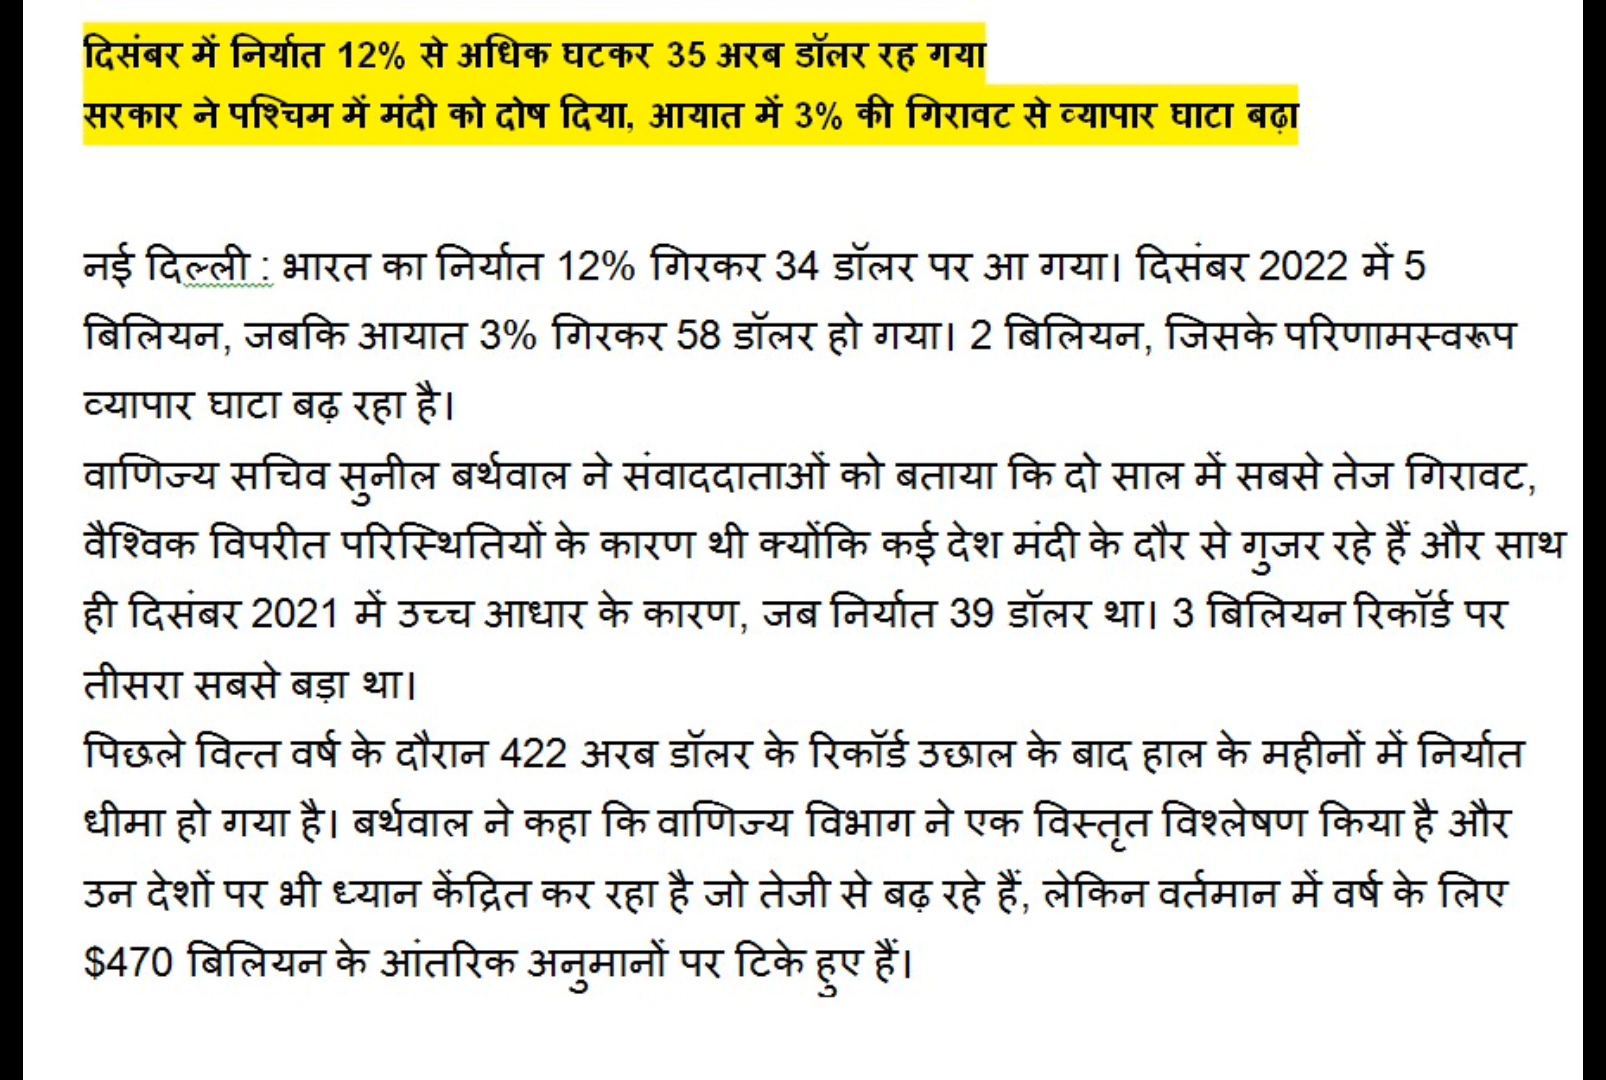 दिसंबर में निर्यात 12% से अधिक घटकर 35 अरब डॉलर रह गया
सरकार ने पश्चिम में मंदी को दोष दिया, आयात में 3% की गिरावट से व्यापार घाटा बढ़ा
नई दिल्ली : भारत का निर्यात 12% गिरकर 34 डॉलर पर आ गया। दिसंबर 2022 में 5
बिलियन, जबकि आयात 3% गिरकर 58 डॉलर हो गया। 2 बिलियन, जिसके परिणामस्वरूप
व्यापार घाटा बढ़ रहा है।
वाणिज्य सचिव सुनील बर्थवाल ने संवाददाताओं को बताया कि दो साल में सबसे तेज गिरावट,
वैश्विक विपरीत परिस्थितियों के कारण थी क्योंकि कई देश मंदी के दौर से गुजर रहे हैं और साथ
ही दिसंबर 2021 में उच्च आधार के कारण, जब निर्यात 39 डॉलर था। 3 बिलियन रिकॉर्ड पर
तीसरा सबसे बड़ा था।
पिछले वित्त वर्ष के दौरान 422 अरब डॉलर के रिकॉर्ड उछाल के बाद हाल के महीनों में निर्यात
धीमा हो गया है। बर्थवाल ने कहा कि वाणिज्य विभाग ने एक विस्तृत विश्लेषण किया है और
उन देशों पर भी ध्यान केंद्रित कर रहा है जो तेजी से बढ़ रहे हैं, लेकिन वर्तमान में वर्ष के लिए
$470 बिलियन के आंतरिक अनुमानों पर टिके हुए हैं।